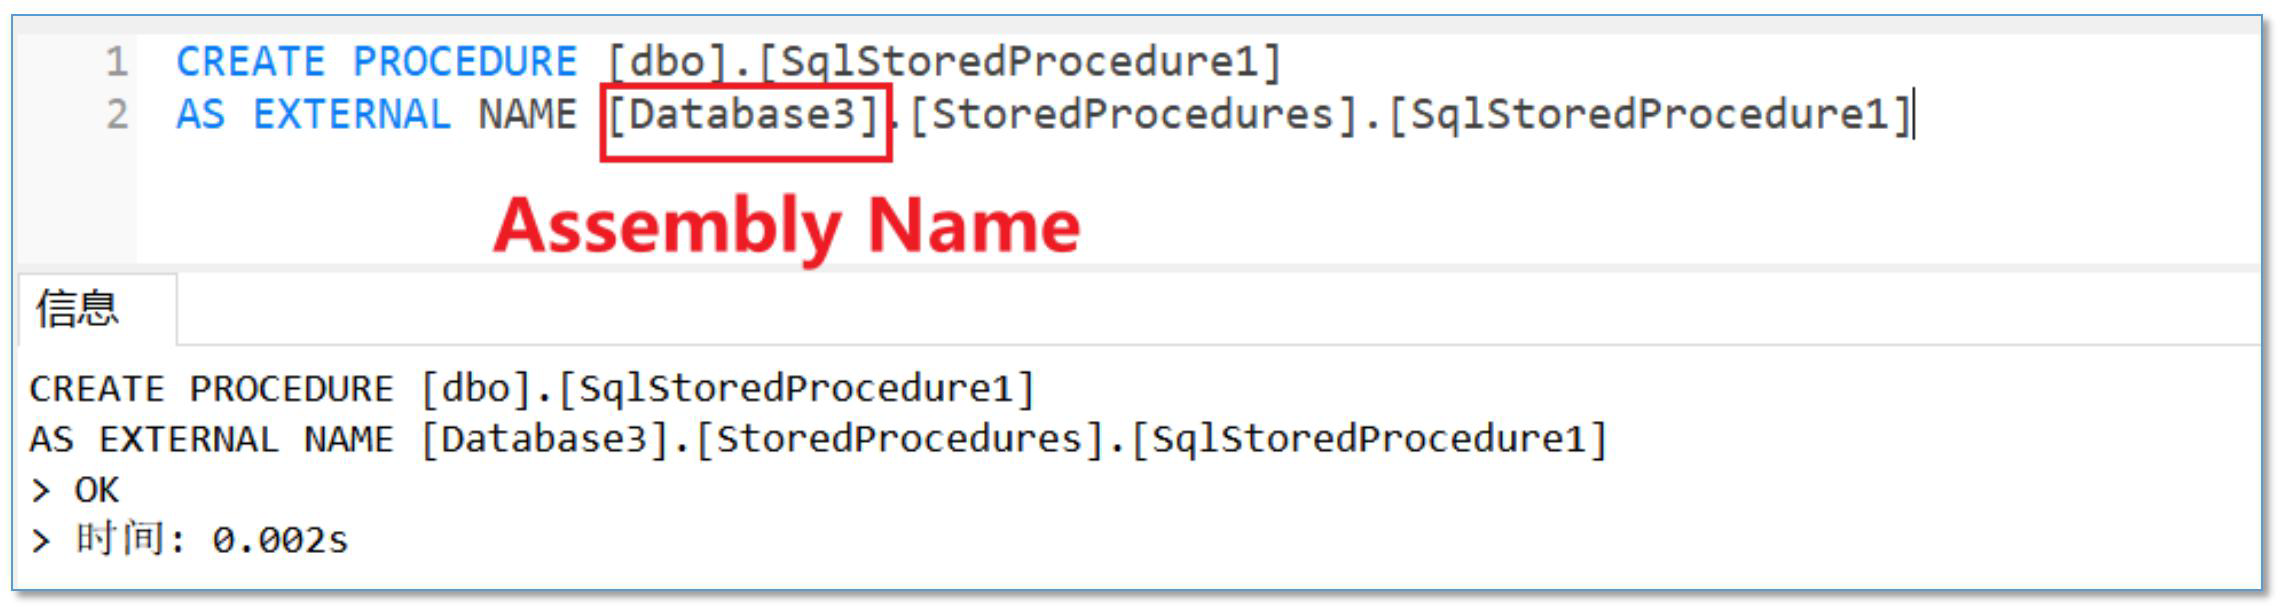 1 CREATE PROCEDURE [dbo].[SqlStoredProcedure1]
2 AS EXTERNAL NAME [Database3].[StoredProcedures].[SqlStoredProcedure1]
Assembly Name
信息
CREATE PROCEDURE [dbo].[SqlStoredProcedure1]
AS EXTERNAL NAME [Database3].[StoredProcedures].[SqlStoredProcedure1]
> OK
> 时间: 0.002s